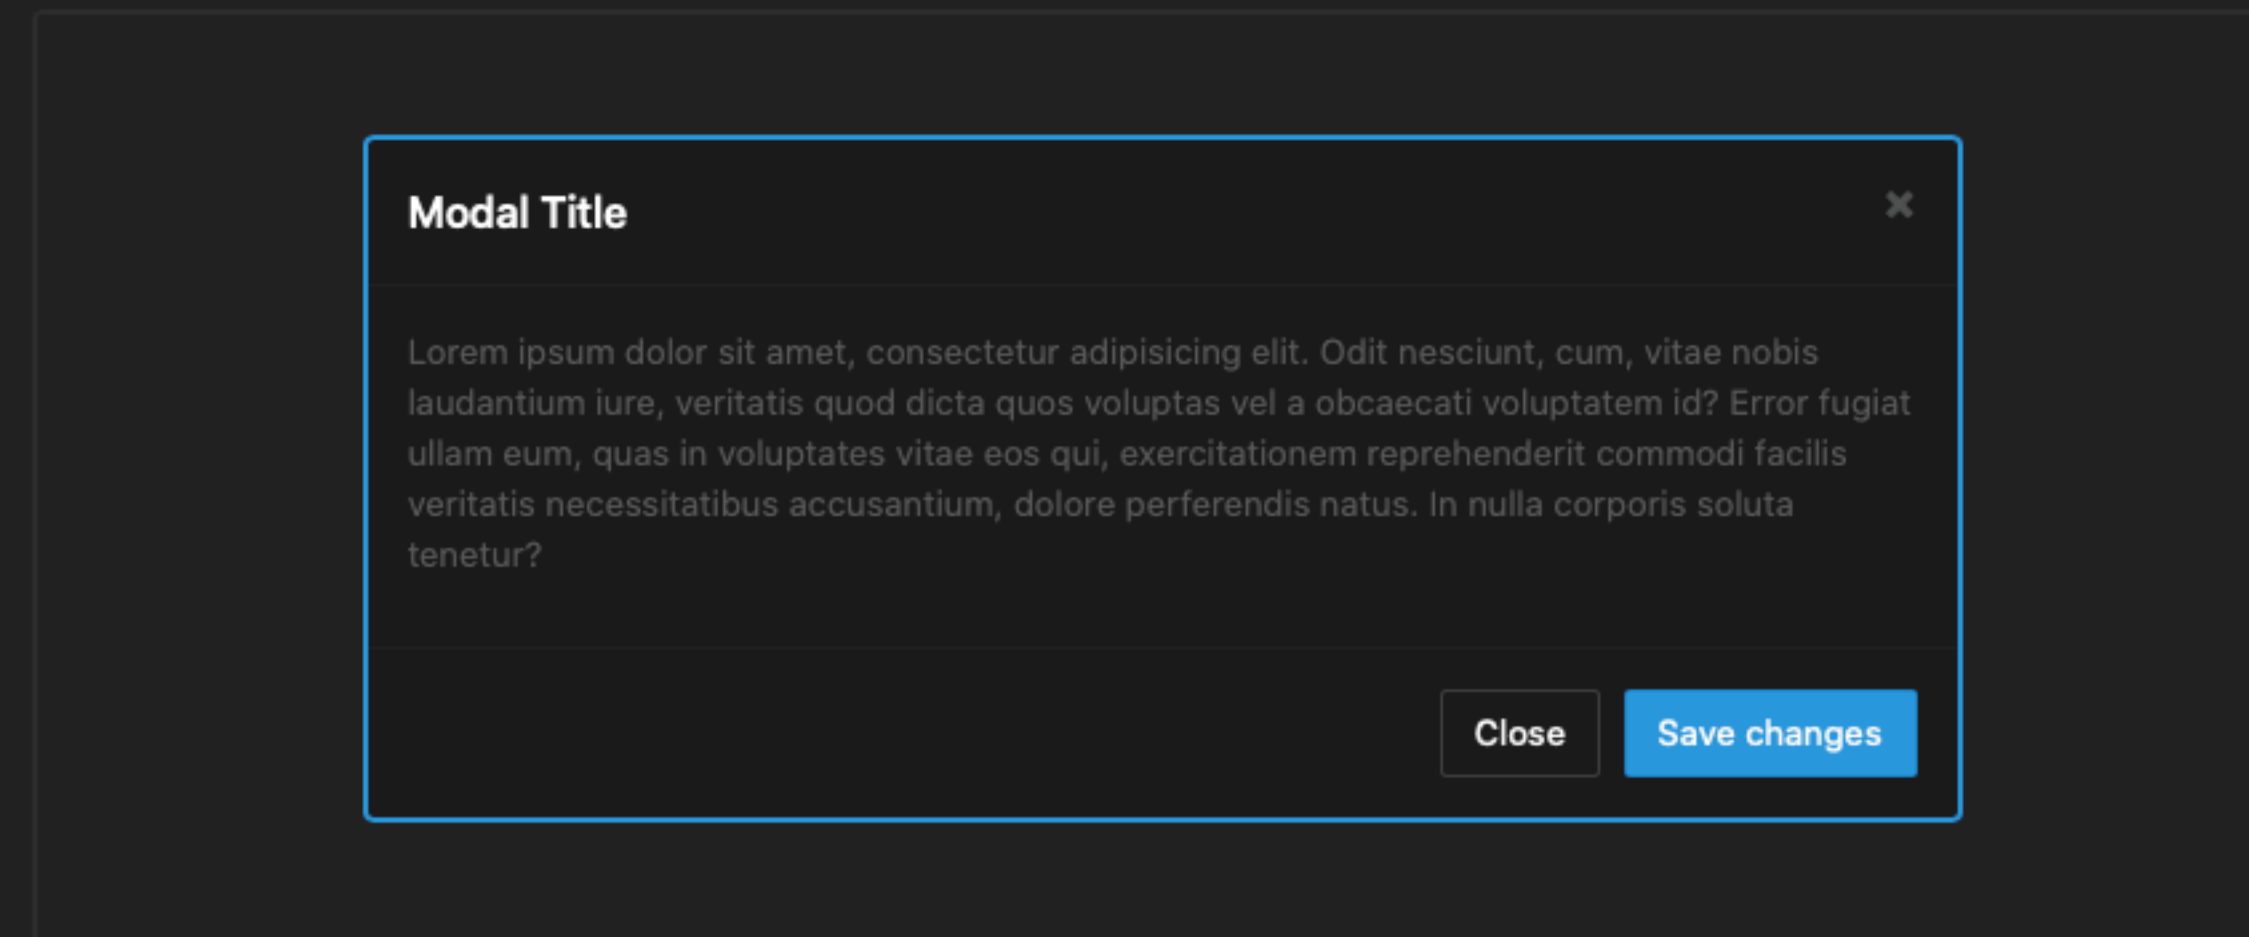 Modal Title
Lorem ipsum dolor sit amet, consectetur adipisicing elit. Odit nesciunt, cum, vitae nobis
laudantium iure, veritatis quod dicta quos voluptas vel a obcaecati voluptatem id? Error fugiat
ullam eum, quas in voluptates vitae eos qui, exercitationem reprehenderit commodi facilis
veritatis necessitatibus accusantium, dolore perferendis natus. In nulla corporis soluta
tenetur?
Close
Save changes